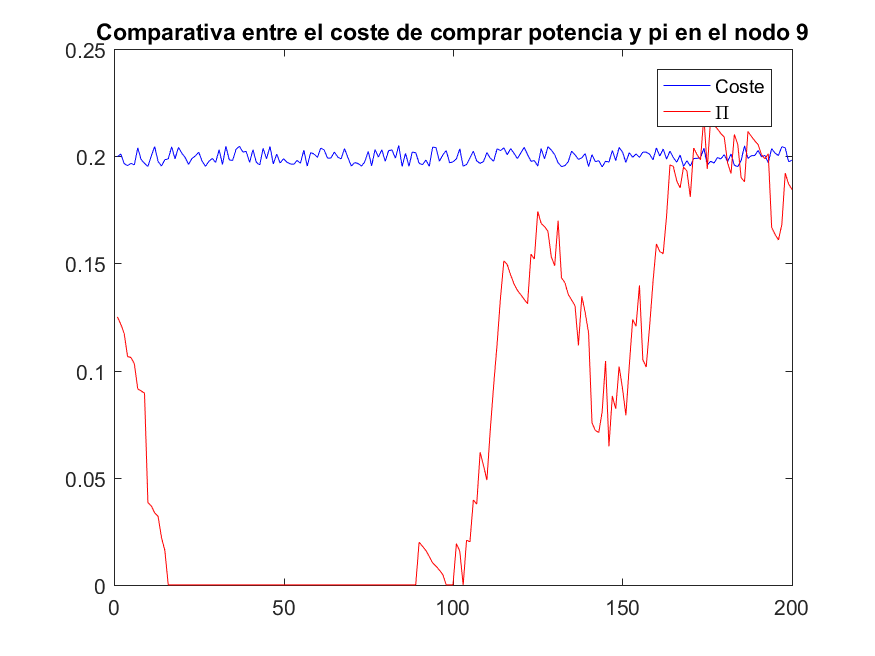 Comparativa entre el coste de comprar potencia y pi en el nodo 9
0.25
0.2
0.15
0.1
0.05
0
0 50 100 150 200
Coste
Π